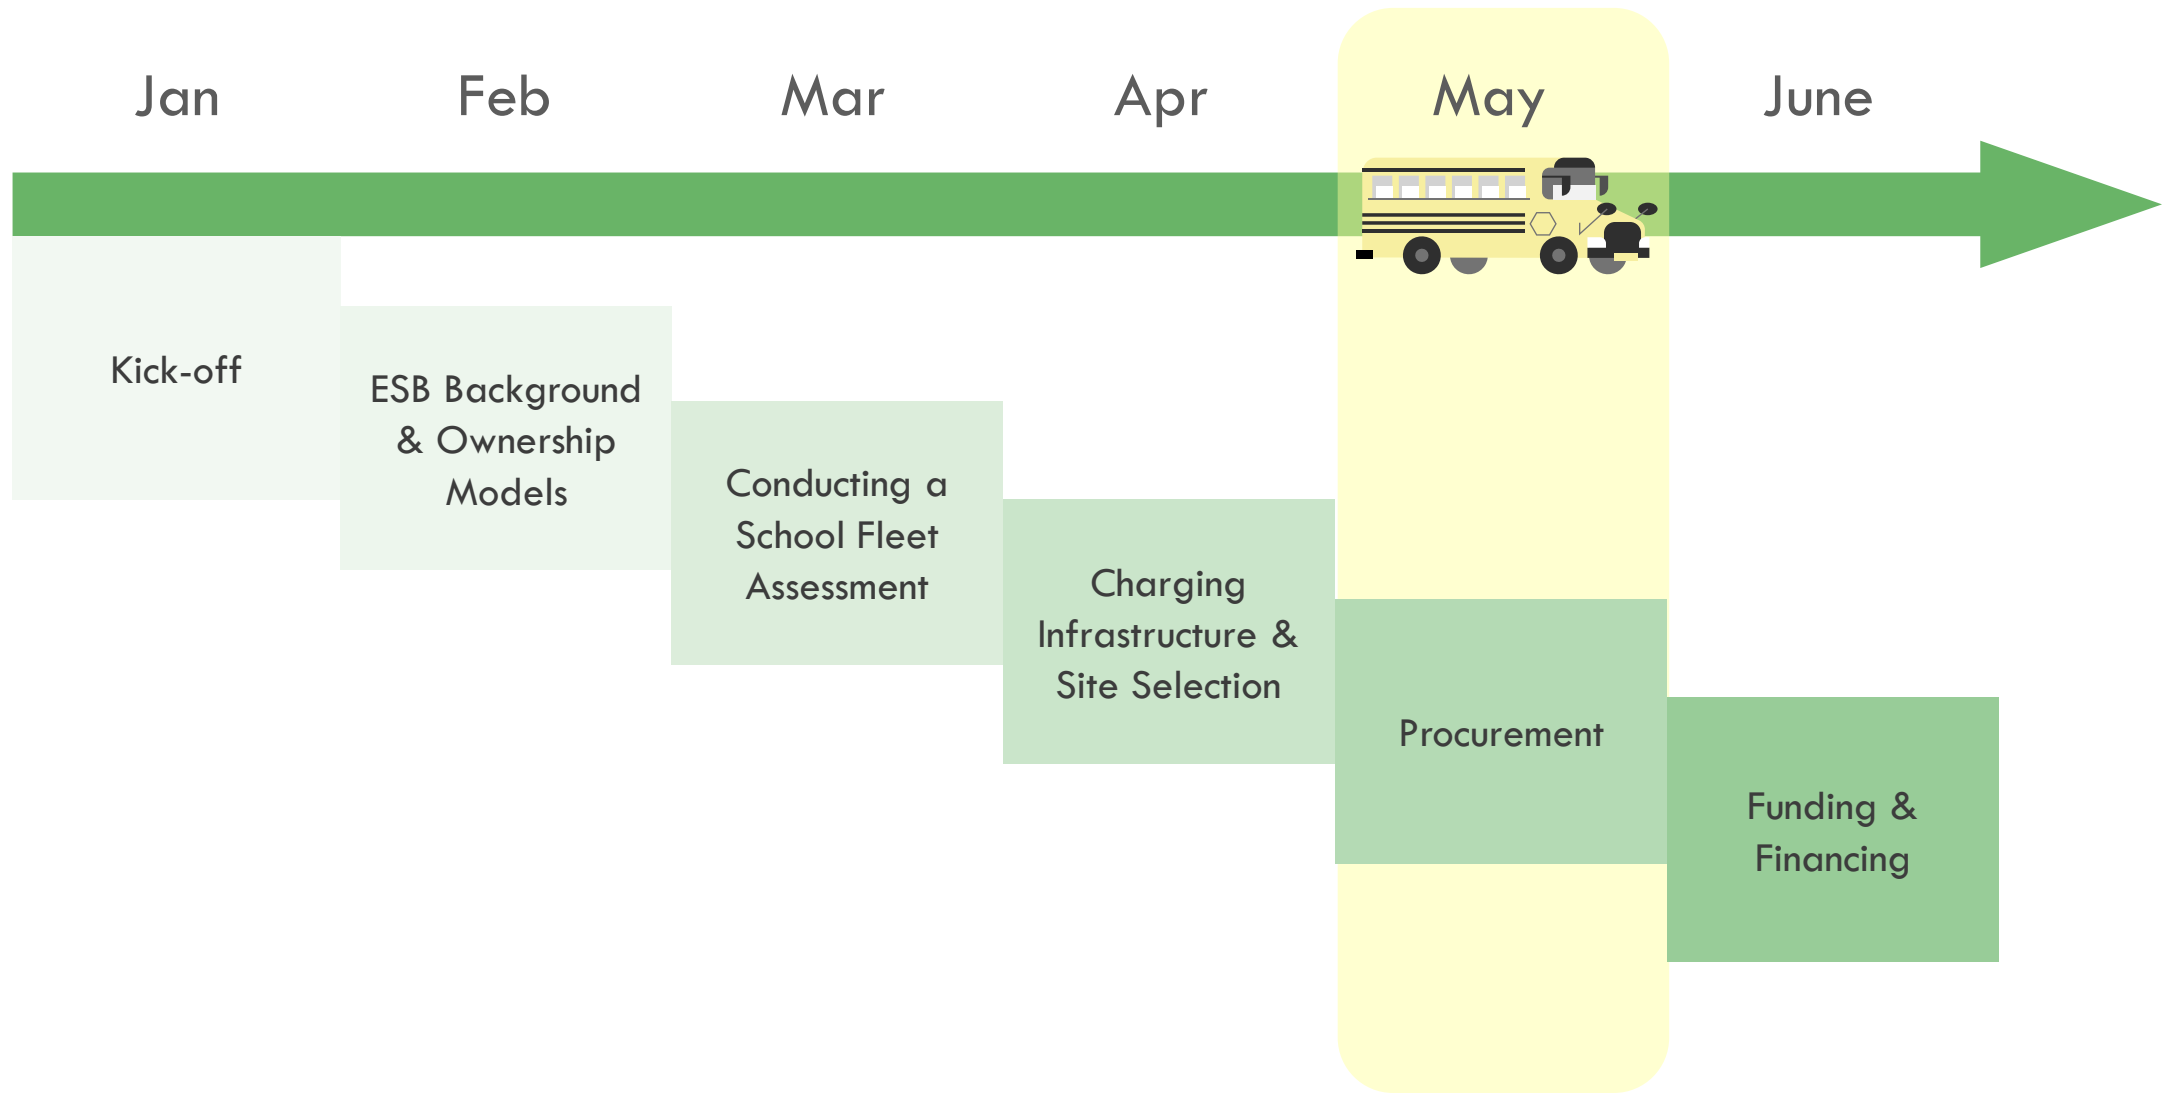 Jan
Feb
Mar
Apr
May
June
Kick-off
ESB Background
& Ownership
Models
Conducting a
School Fleet
Assessment
Charging
Infrastructure &
Site Selection
Procurement
Funding &
Financing